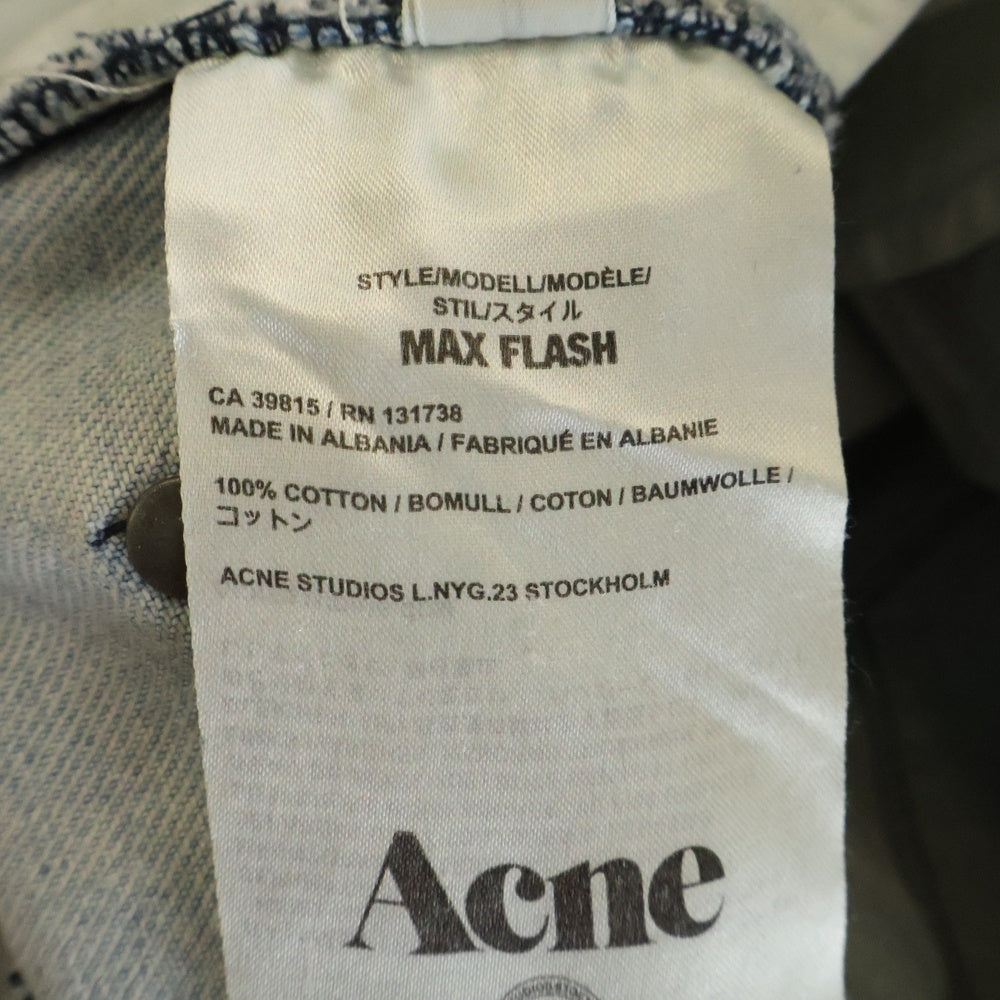 STYLE/MODELL/MODÈLE/
STIL/スタイル
MAX FLASH
CA 39815 / RN 131738
MADE IN ALBANIA / FABRIQUÉ EN ALBANIE
100% COTTON / BOMULL / COTON / BAUMWOLLE /
コットン
ACNE STUDIOS L.NYG.23 STOCKHOLM
Acne